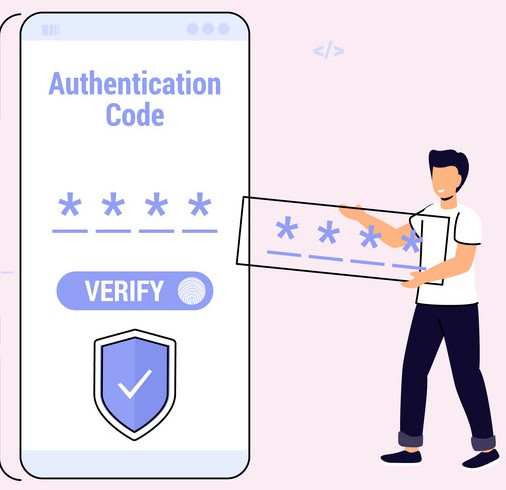 </>
Authentication
Code
* * * *
* * * *
VERIFY